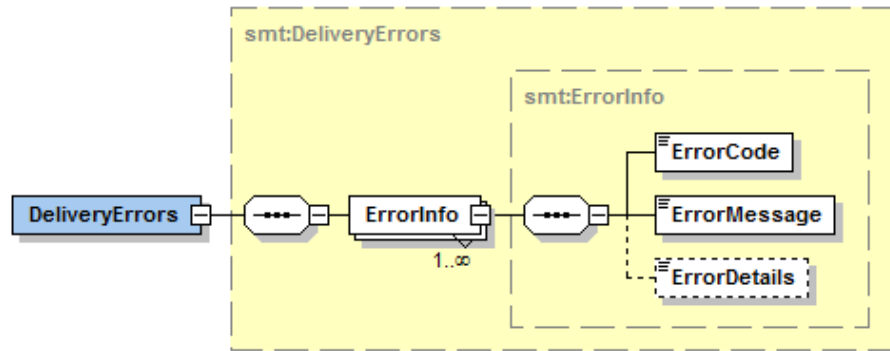 smt:DeliveryErrors
smt:ErrorInfo
ErrorCode
DeliveryErrors
ErrorInfo
ErrorMessage
1..∞
ErrorDetails